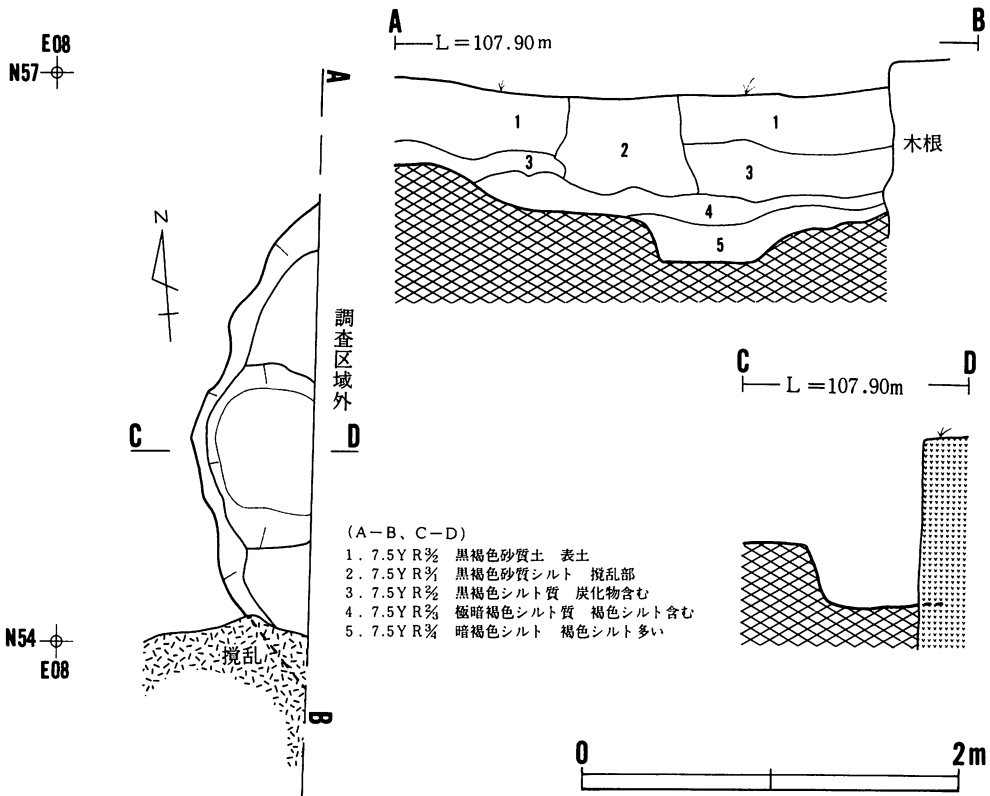 E08
N57
A
N
調査区域外
C
D
攪乱
N54
E08
B
A
B
L=107.90m
1
2
1
3
3
4
5
木根
C
D
L=107.90m
(A-B、C-D)
1. 7.5YR3/2 黒褐色砂質土 表土
2. 7.5YR3/1 黒褐色砂質シルト 攪乱部
3. 7.5YR2/2 黒褐色シルト質 炭化物含む
4. 7.5YR2/3 極暗褐色シルト質 褐色シルト含む
5. 7.5YR3/4 暗褐色シルト 褐色シルト多い
0
2m